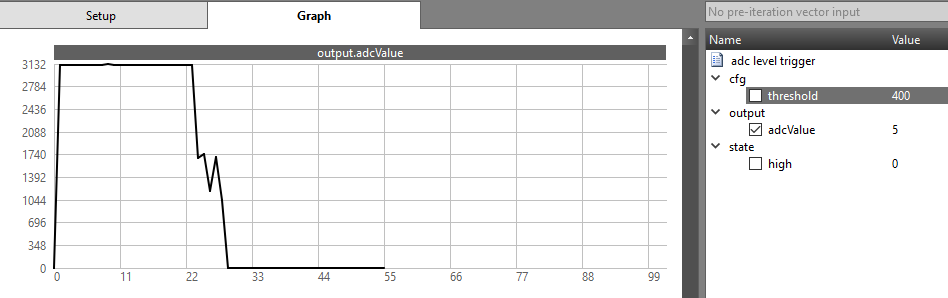 Setup
Graph
No pre-iteration vector input
output.adcValue
3132
2784
2436
2088
1740
1392
1044
696
348
0
0 11 22 33 44 55 66 77 88 99
Name Value
adc level trigger
cfg
threshold 400
output
adcValue 5
state
high 0